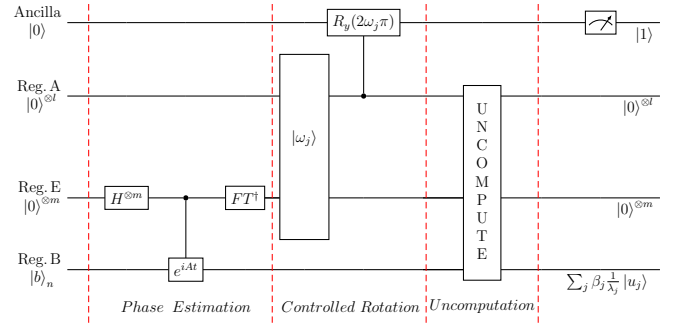 Ancilla
|0⟩
R_y(2ω_jπ)
|1⟩
Reg. A
|0⟩^{⊗l}
|ω_j⟩
U
N
C
O
M
P
U
T
E
|0⟩^{⊗l}
Reg. E
|0⟩^{⊗m}
H^{⊗m}
FT^†
|0⟩^{⊗m}
Reg. B
|b⟩_n
e^{iAt}
∑_j β_j \frac{1}{λ_j} |u_j⟩
Phase Estimation
Controlled Rotation
Uncomputation